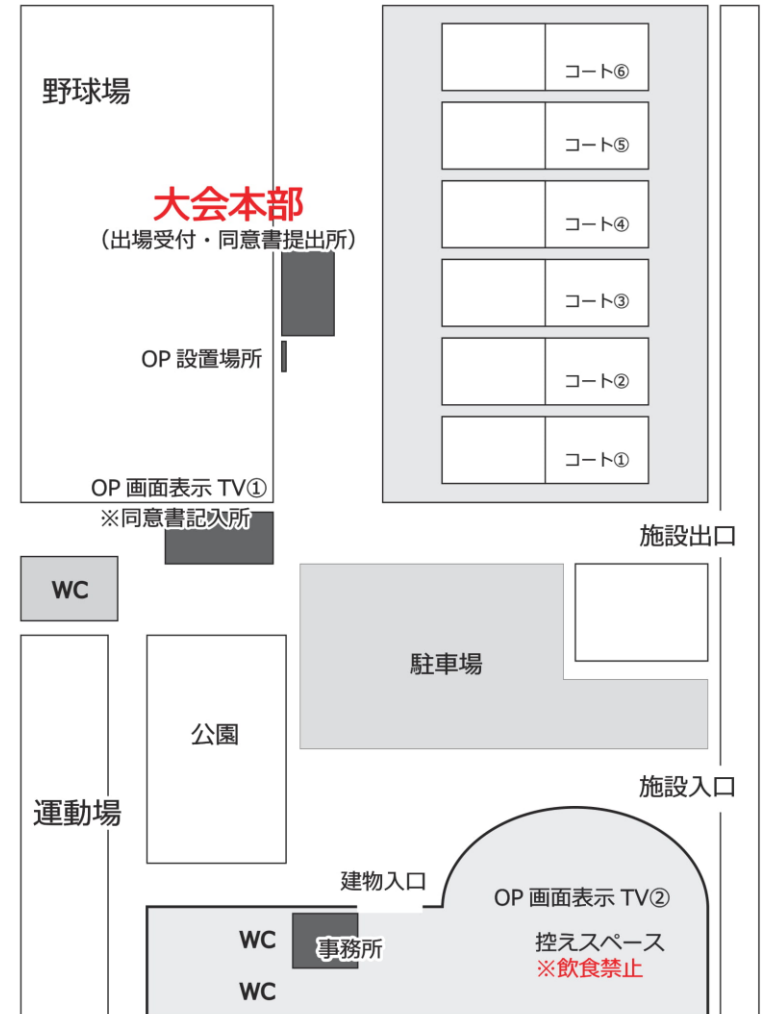 野球場
大会本部
（出場受付・同意書提出所）
OP 設置場所
OP 画面表示 TV①
※同意書記入所
コート⑥
コート⑤
コート④
コート③
コート②
コート①
施設出口
WC
駐車場
公園
運動場
施設入口
建物入口
OP 画面表示 TV②
控えスペース
※飲食禁止
WC
事務所
WC